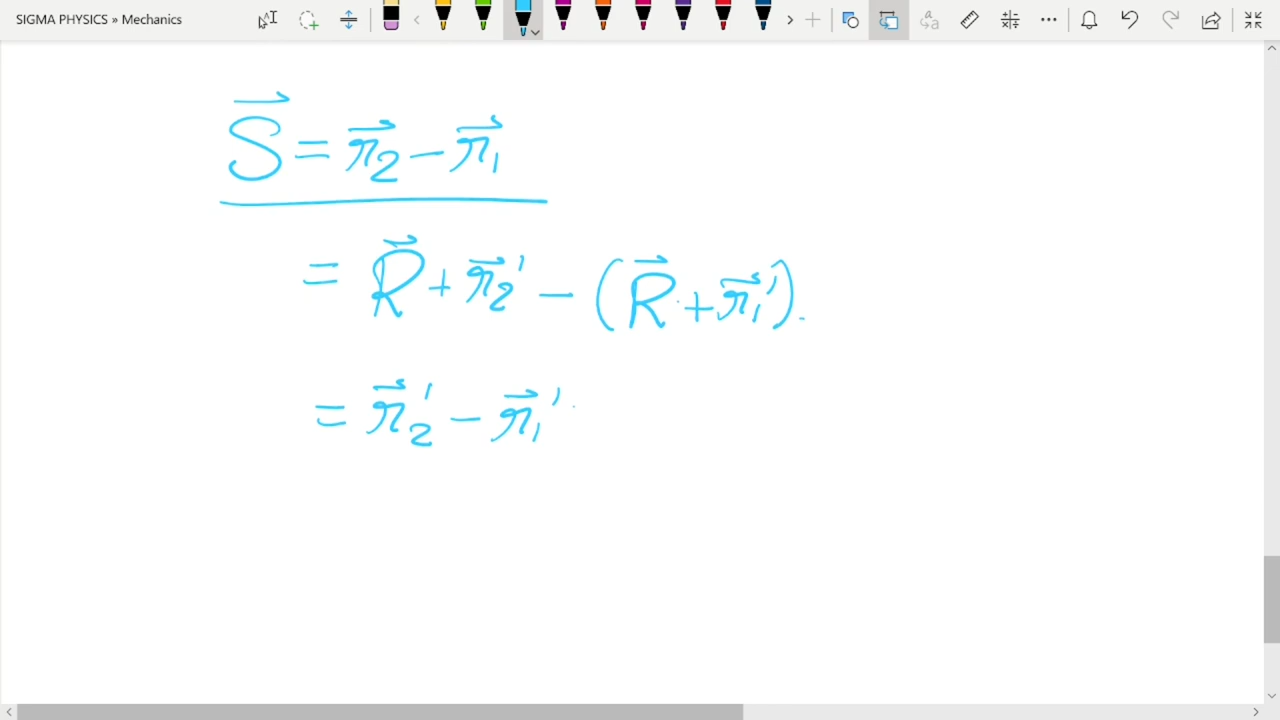 SIGMA PHYSICS » Mechanics
S⃗ = r⃗₂ − r⃗₁
= R⃗ + r⃗₂′ − (R⃗ + r⃗₁′).
= r⃗₂′ − r⃗₁′